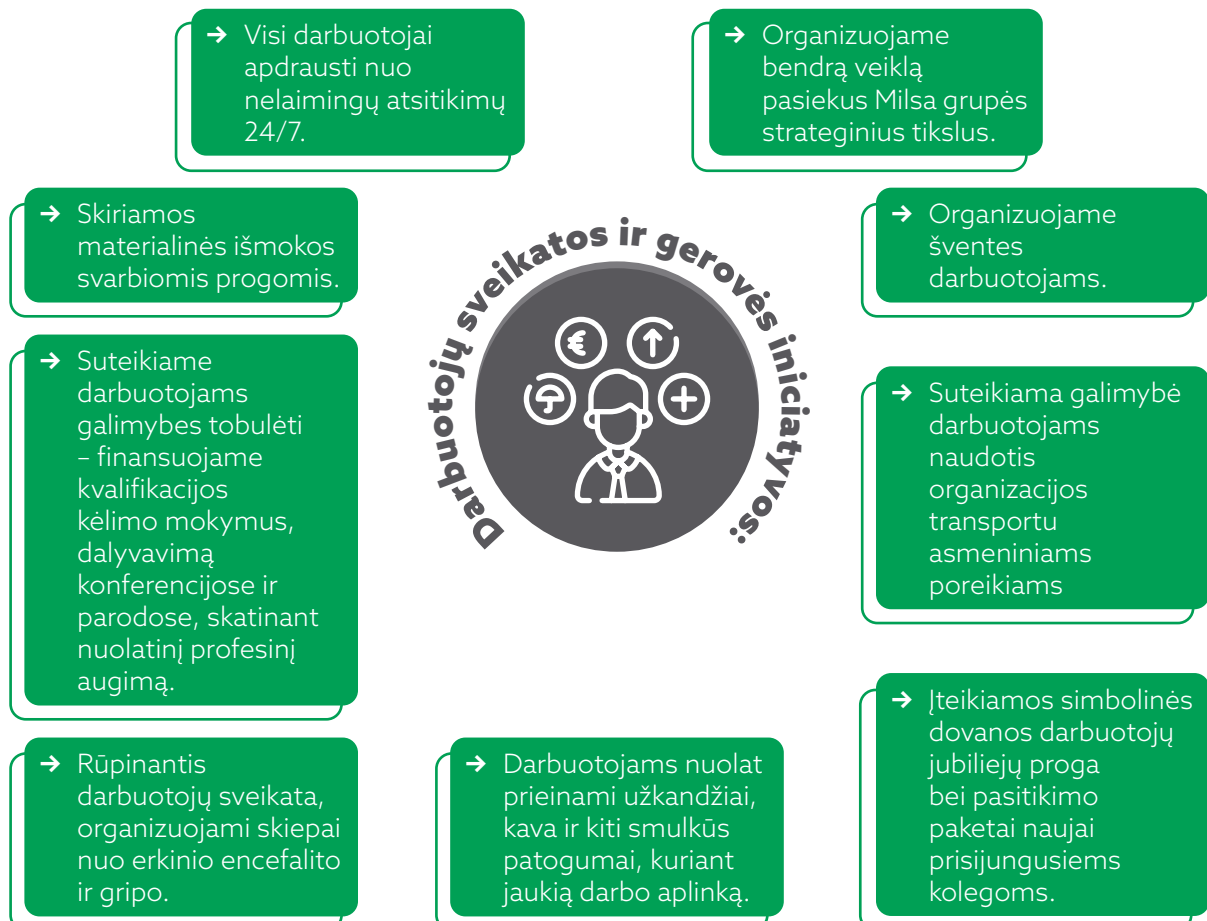 → Visi darbuotojai
apdrausti nuo
nelaimingų atsitikimų
24/7.
→ Organizuojame
bendrą veiklą
pasiekus Milsa grupės
strateginius tikslus.
→ Skiriamos
materialinės išmokos
svarbiomis progomis.
Darbuotojų sveikatos ir gerovės iniciatyvos:
→ Organizuojame
šventes
darbuotojams.
→ Suteikiame
darbuotojams
galimybes tobulėti
– finansuojame
kvalifikacijos
kėlimo mokymus,
dalyvavimą
konferencijose ir
parodose, skatinant
nuolatinį profesinį
augimą.
→ Suteikiama galimybė
darbuotojams
naudotis
organizacijos
transportu
asmeniniams
poreikiams
→ Rūpinantis
darbuotojų sveikata,
organizuojami skiepai
nuo erkinio encefalito
ir gripo.
→ Darbuotojams nuolat
prieinami užkandžiai,
kava ir kiti smulkūs
patogumai, kuriant
jaukią darbo aplinką.
→ Įteikiamos simbolinės
dovanos darbuotojų
jubiliejų proga
bei pasitikimo
paketai naujai
prisijungusiems
kolegoms.